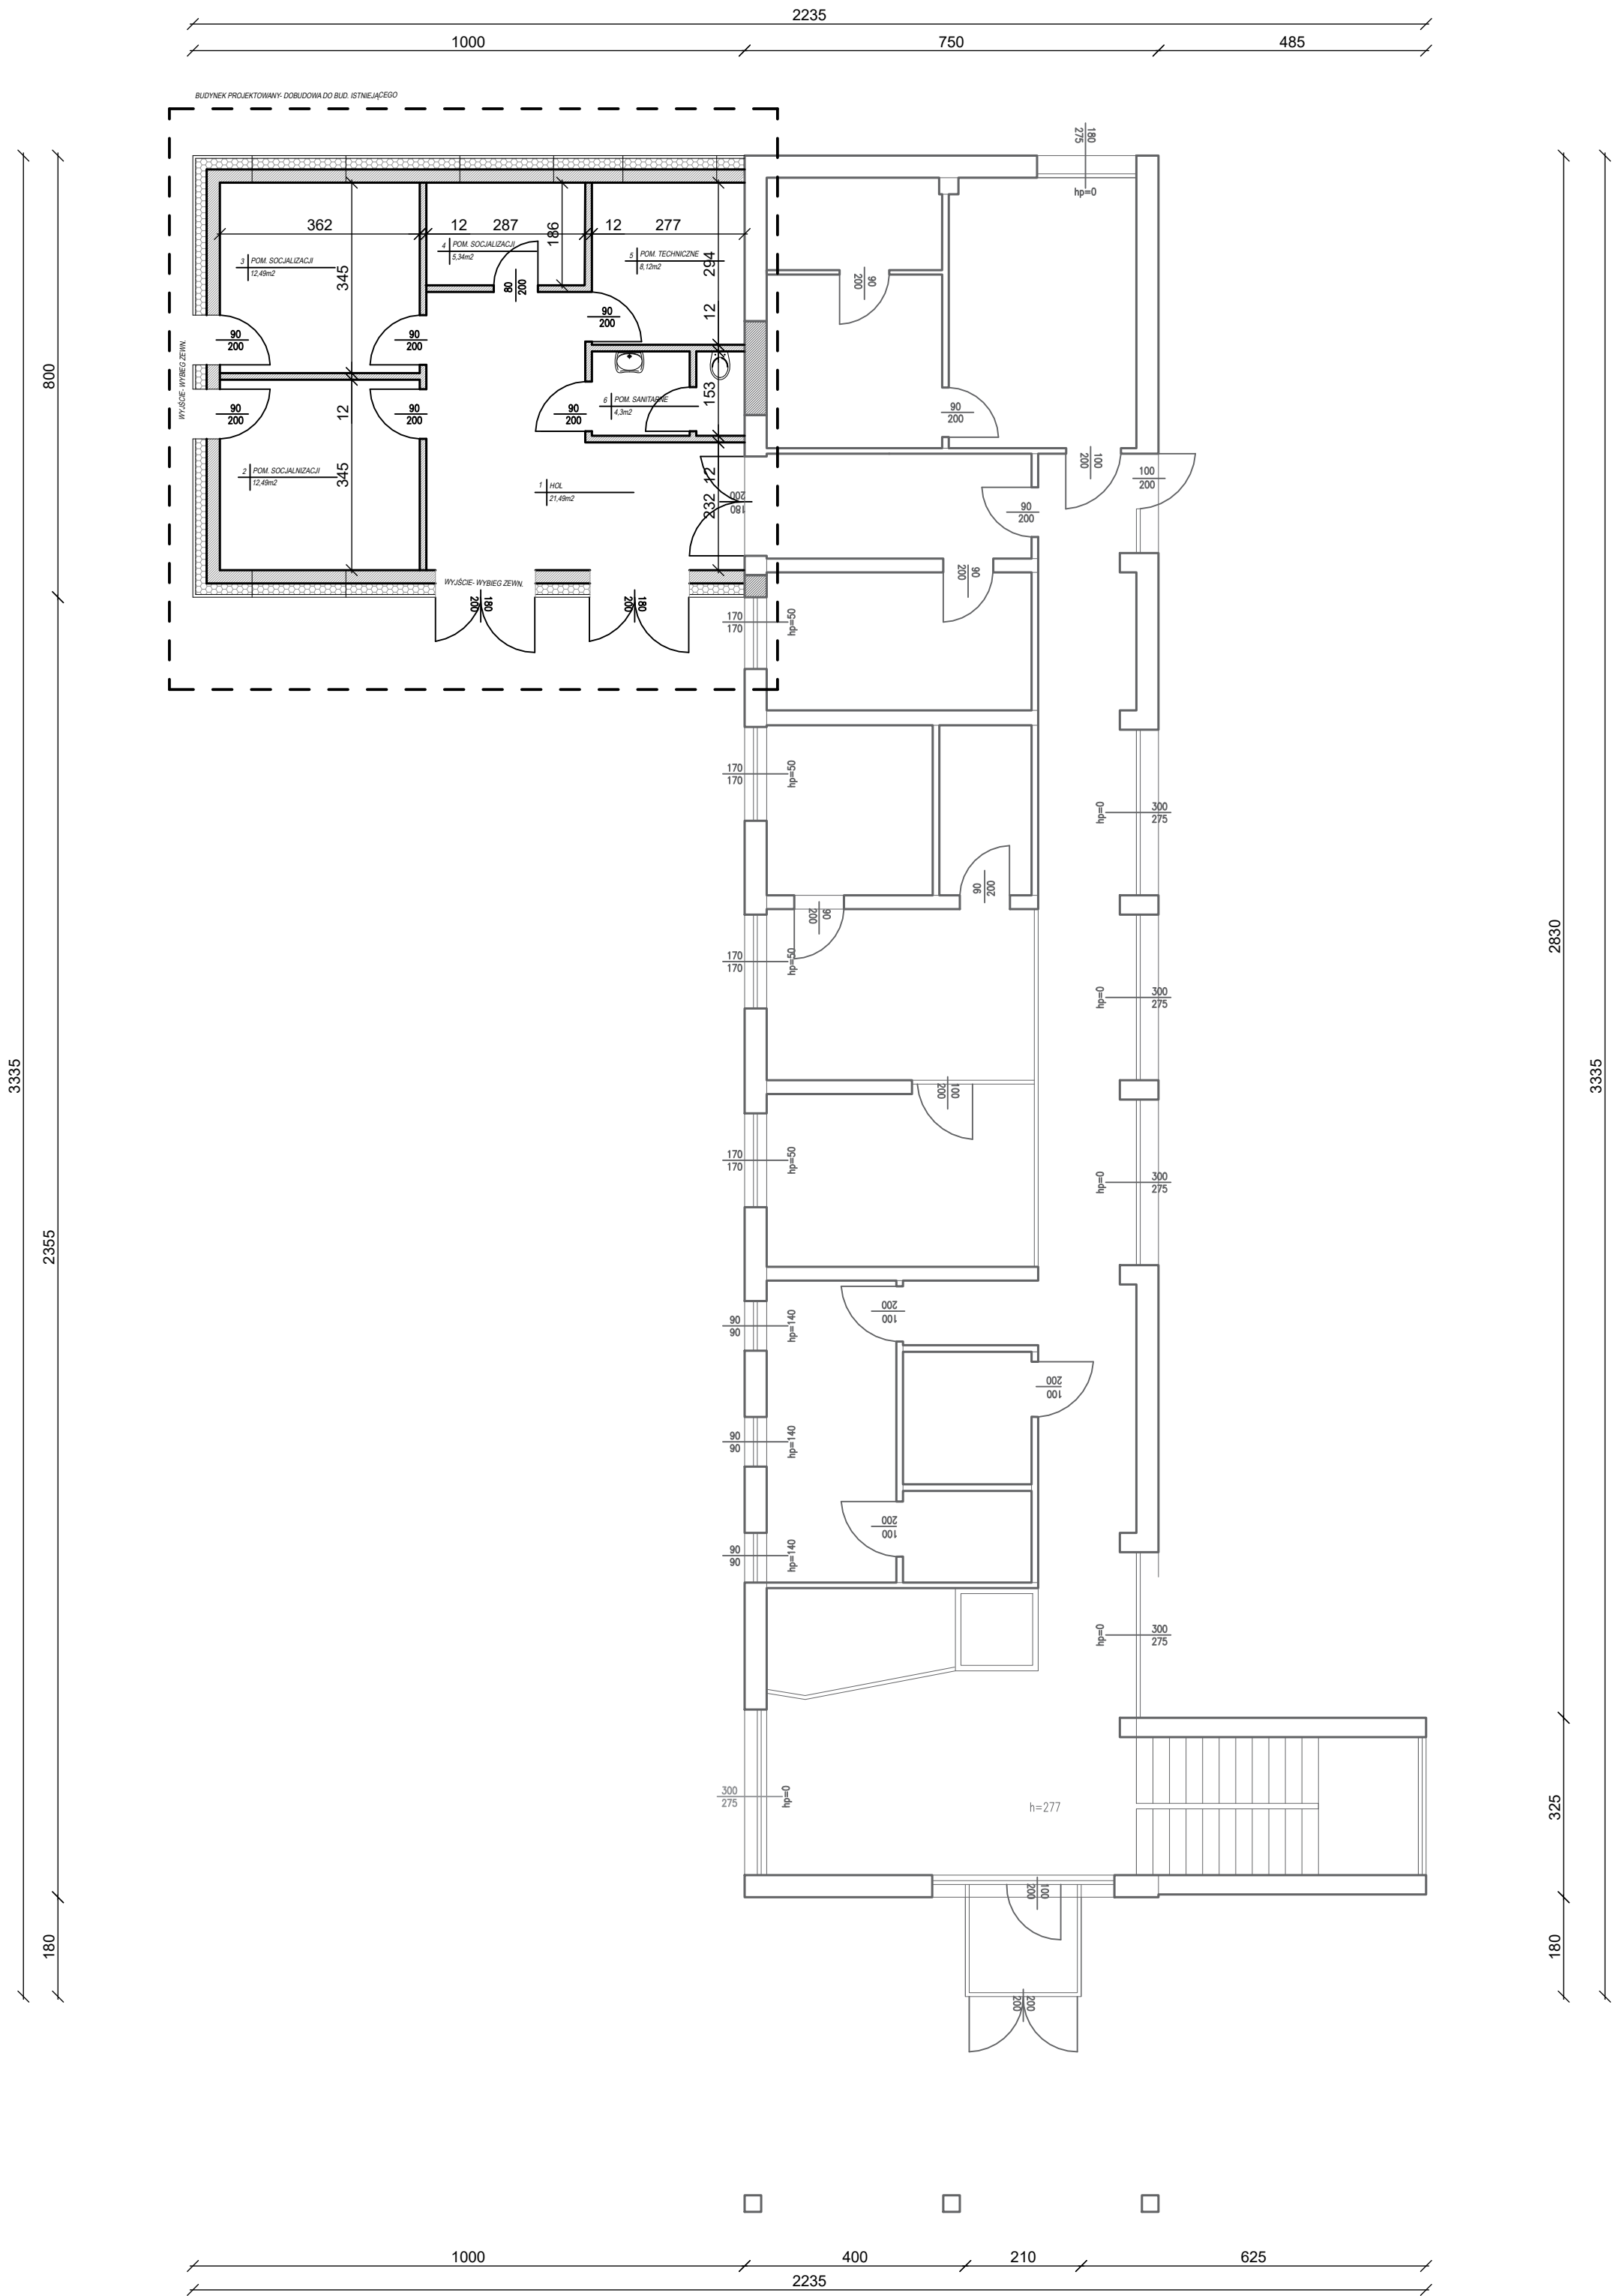 2235
1000 750 485
BUDYNEK PROJEKTOWANY- DOBUDOWA DO BUD. ISTNIEJĄCEGO
180
275
hp=0
362 12 287 12 277
186
294
345
3 POM. SOCJALIZACJI
12,49m2
4 POM. SOCJALIZACJI
5,34m2
5 POM. TECHNICZNE
8,12m2
80
200
90
200
12
90
200
90
200
90
200
WYJŚCIE- WYBIEG ZEWN.
800
90
200
12
90
200
90
200
6 POM. SANITARNE
4,3m2
153
90
200
2 POM. SOCJALNIZACJI
12,49m2
345
1 HOL
21,49m2
12
232
200
180
100
200
100
200
90
200
WYJŚCIE- WYBIEG ZEWN.
180
200
180
200
90
200
170
170
hp=50
170
170
hp=50
hp=0
300
275
90
200
90
200
170
170
hp=50
hp=0
300
275
2830
3335
3335
100
200
170
170
hp=50
hp=0
300
275
2355
200
100
90
90
hp=140
200
100
90
90
hp=140
200
100
90
90
hp=140
hp=0
300
275
300
275
hp=0
h=277
325
100
200
180
180
200
200
1000 400 210 625
2235